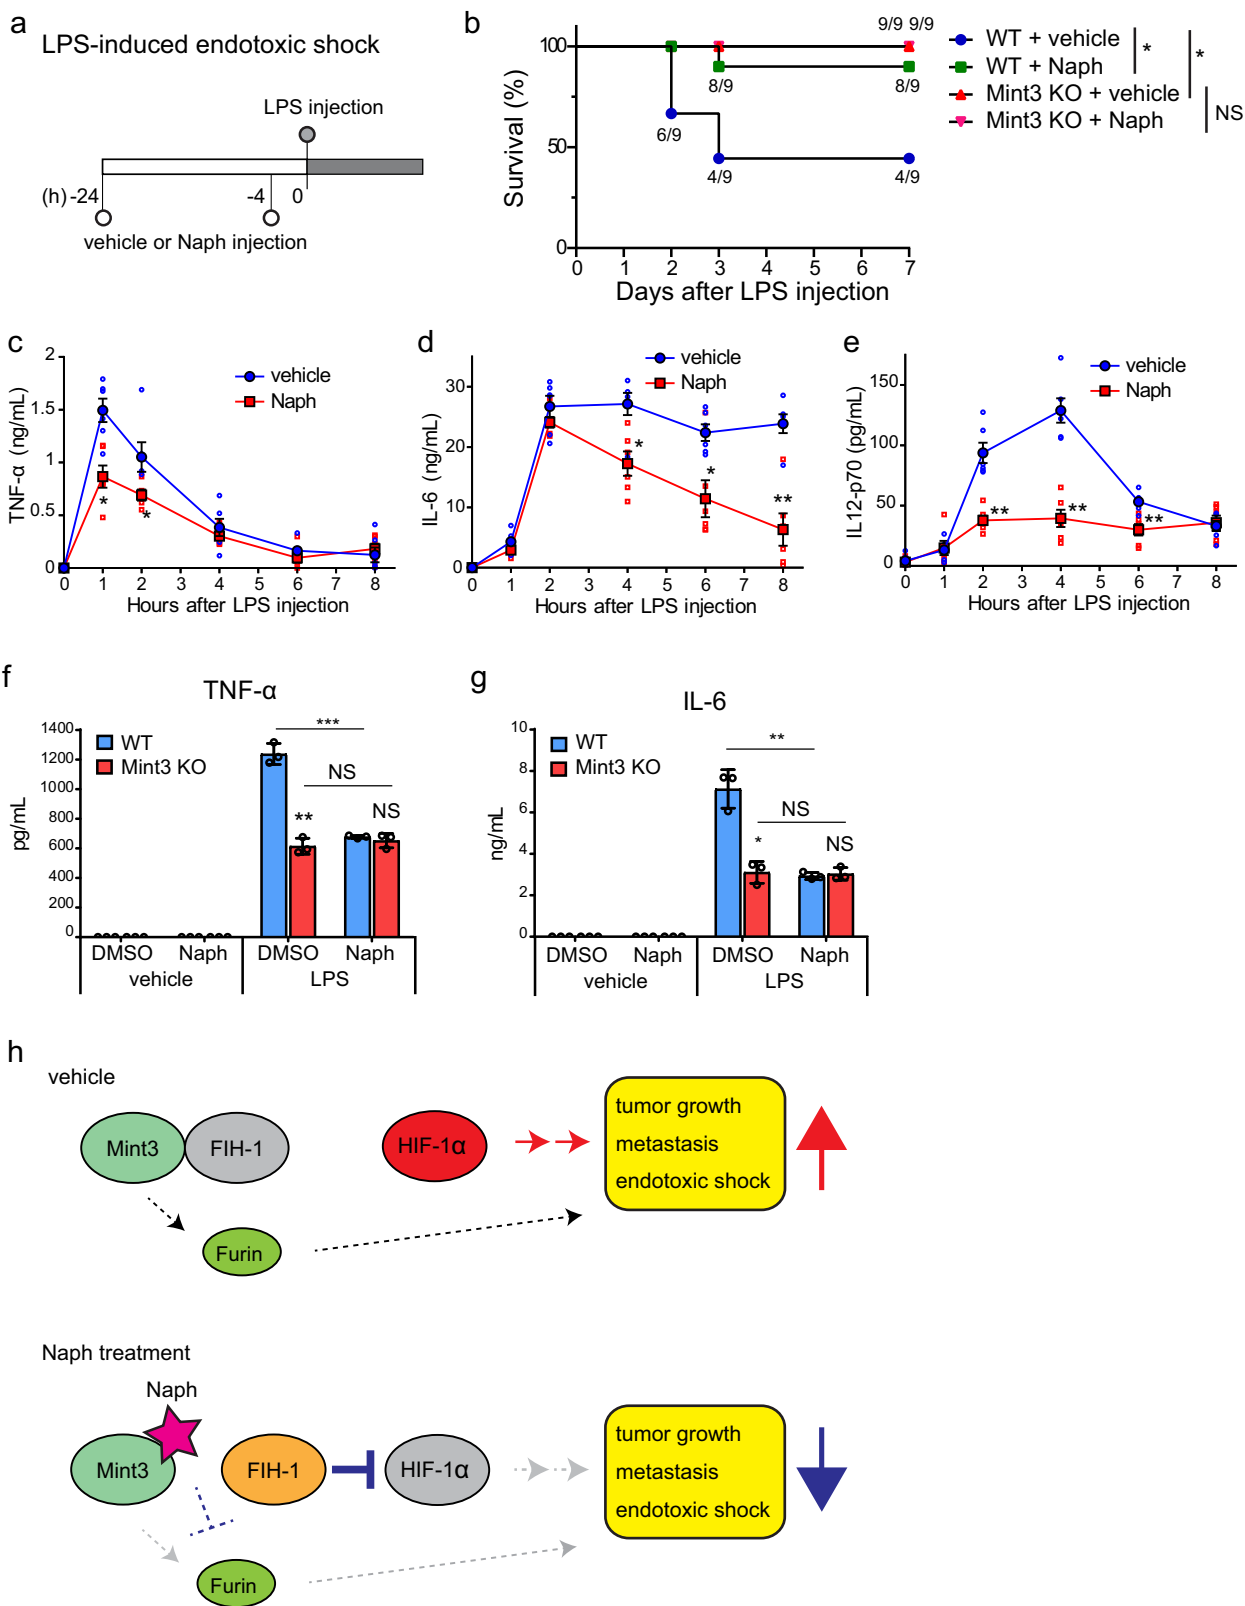 a
LPS-induced endotoxic shock
LPS injection
(h) -24
-4
0
vehicle or Naph injection
b
Survival (%)
100
50
0
0 1 2 3 4 5 6 7
Days after LPS injection
9/9 9/9
8/9
8/9
6/9
4/9
4/9
WT + vehicle
WT + Naph
Mint3 KO + vehicle
Mint3 KO + Naph
*
*
NS
c
TNF-α (ng/mL)
2
1.5
1
0.5
0
0 1 2 3 4 5 6 7 8
Hours after LPS injection
vehicle
Naph
*
*
d
IL-6 (ng/mL)
30
20
10
0
0 1 2 3 4 5 6 7 8
Hours after LPS injection
vehicle
Naph
*
*
**
e
IL12-p70 (pg/mL)
150
100
50
0
0 1 2 3 4 5 6 7 8
Hours after LPS injection
vehicle
Naph
**
**
**
f
TNF-α
pg/mL
1400
1200
1000
800
600
400
200
0
WT
Mint3 KO
***
NS
**
NS
DMSO Naph DMSO Naph
vehicle LPS
g
IL-6
ng/mL
10
8
6
4
2
0
WT
Mint3 KO
**
NS
*
NS
DMSO Naph DMSO Naph
vehicle LPS
h
vehicle
Mint3
FIH-1
HIF-1α
Furin
tumor growth
metastasis
endotoxic shock
Naph treatment
Naph
Mint3
FIH-1
HIF-1α
Furin
tumor growth
metastasis
endotoxic shock